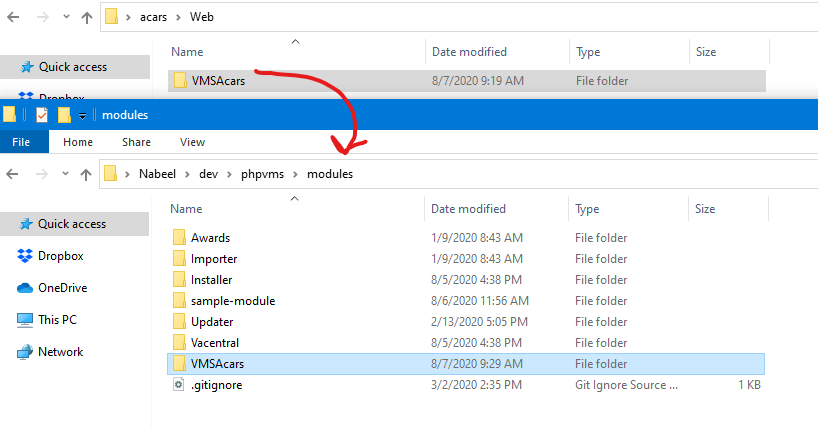 acars › Web
Name Date modified Type Size
Quick access
VMSAcars 8/7/2020 9:19 AM File folder
Dropbox
modules
File Home Share View
Nabeel › dev › phpvms › modules
Name Date modified Type Size
Quick access
Awards 1/9/2020 8:43 AM File folder
Dropbox
Importer 1/9/2020 8:43 AM File folder
Installer 8/5/2020 4:38 PM File folder
OneDrive
sample-module 8/6/2020 11:56 AM File folder
This PC
Updater 2/13/2020 5:05 PM File folder
Vacentral 8/5/2020 4:38 PM File folder
Network
VMSAcars 8/7/2020 9:29 AM File folder
.gitignore 3/2/2020 2:35 PM Git Ignore Source ... 1 KB